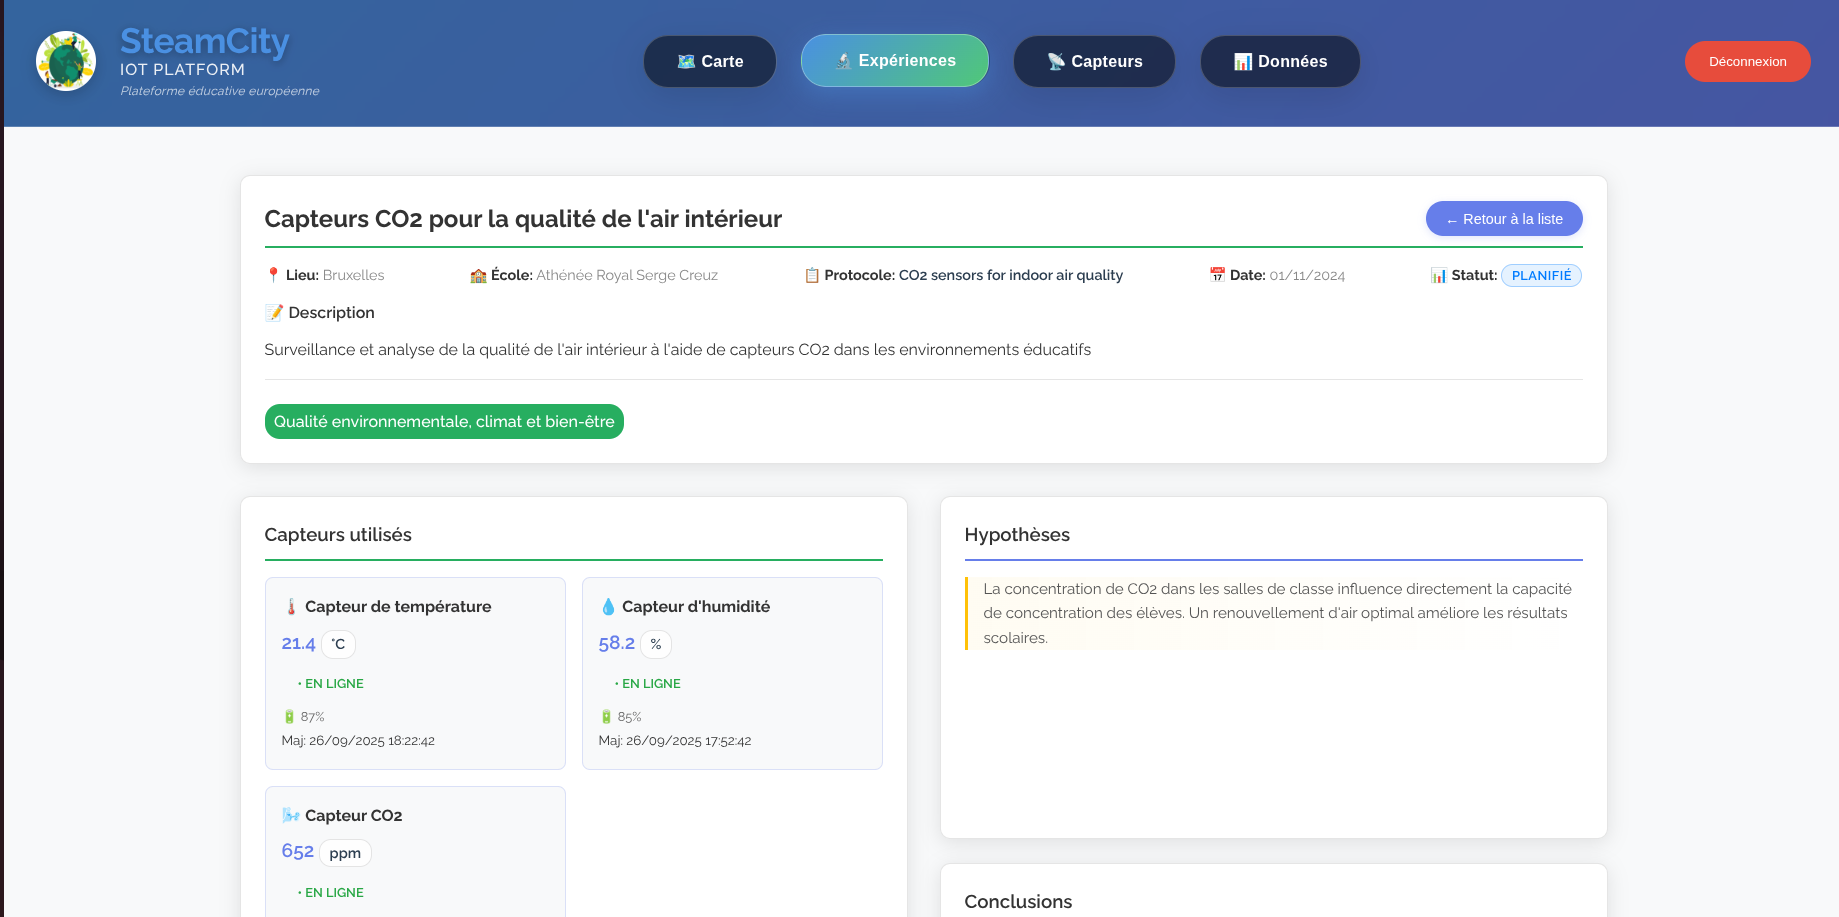 SteamCity
IOT PLATFORM
Plateforme éducative européenne
Carte
Expériences
Capteurs
Données
Déconnexion
Capteurs CO2 pour la qualité de l'air intérieur
← Retour à la liste
Lieu: Bruxelles
École: Athénée Royal Serge Creuz
Protocole: CO2 sensors for indoor air quality
Date: 01/11/2024
Statut: PLANIFIÉ
Description
Surveillance et analyse de la qualité de l'air intérieur à l'aide de capteurs CO2 dans les environnements éducatifs
Qualité environnementale, climat et bien-être
Capteurs utilisés
Capteur de température
21.4 °C
• EN LIGNE
87%
Maj: 26/09/2025 18:22:42
Capteur d'humidité
58.2 %
• EN LIGNE
85%
Maj: 26/09/2025 17:52:42
Capteur CO2
652 ppm
• EN LIGNE
Hypothèses
La concentration de CO2 dans les salles de classe influence directement la capacité
de concentration des élèves. Un renouvellement d'air optimal améliore les résultats
scolaires.
Conclusions